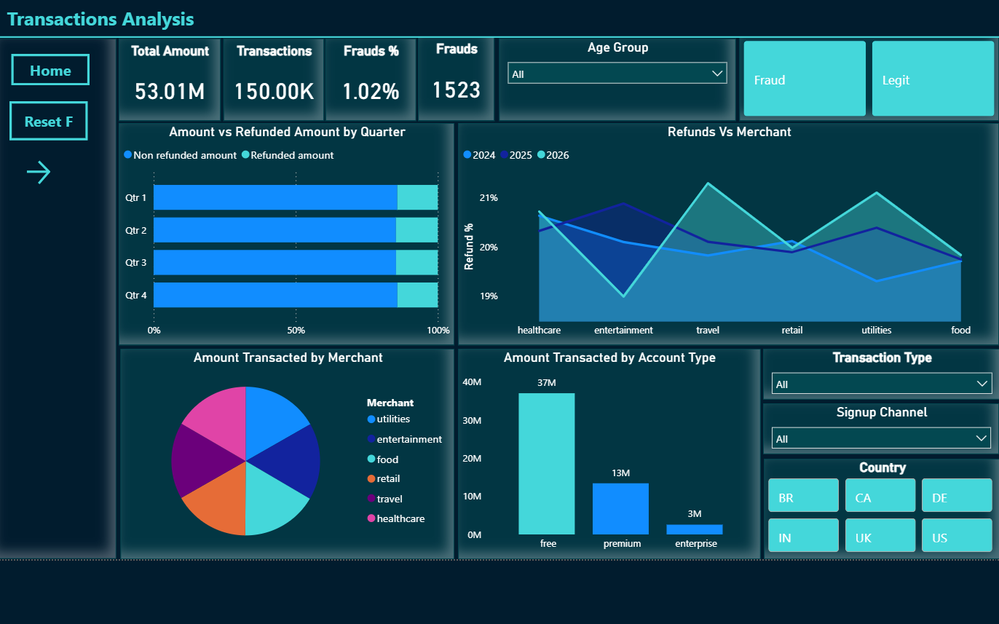 Transactions Analysis
Home
Reset F
Total Amount
53.01M
Transactions
150.00K
Frauds %
1.02%
Frauds
1523
Age Group
All
Fraud
Legit
Amount vs Refunded Amount by Quarter
Non refunded amount
Refunded amount
Qtr 1
Qtr 2
Qtr 3
Qtr 4
0%
50%
100%
Refunds Vs Merchant
2024
2025
2026
Refund %
21%
20%
19%
healthcare
entertainment
travel
retail
utilities
food
Amount Transacted by Merchant
Merchant
utilities
entertainment
food
retail
travel
healthcare
Amount Transacted by Account Type
40M
30M
20M
10M
0M
37M
13M
3M
free
premium
enterprise
Transaction Type
All
Signup Channel
All
Country
BR
CA
DE
IN
UK
US